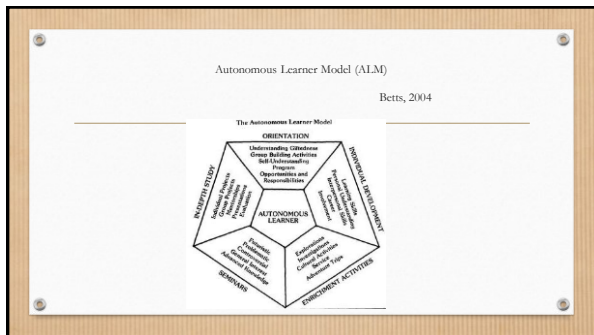 Autonomous Learner Model (ALM)
Betts, 2004
The Autonomous Learner Model
ORIENTATION
Understanding Giftedness
Group Building Activities
Self-Understanding
Program
Opportunities and
Responsibilities
INDIVIDUAL DEVELOPMENT
Learning Skills
Personal Understanding
Interpersonal Skills
Career
Involvement
ENRICHMENT ACTIVITIES
Explorations
Investigations
Cultural Activities
Service
Adventure Trips
SEMINARS
Futuristic
Problematic
Controversial
General Interest
Advanced Knowledge
IN-DEPTH STUDY
Individual Projects
Group Projects
Mentorships
Presentations
Evaluation
AUTONOMOUS
LEARNER